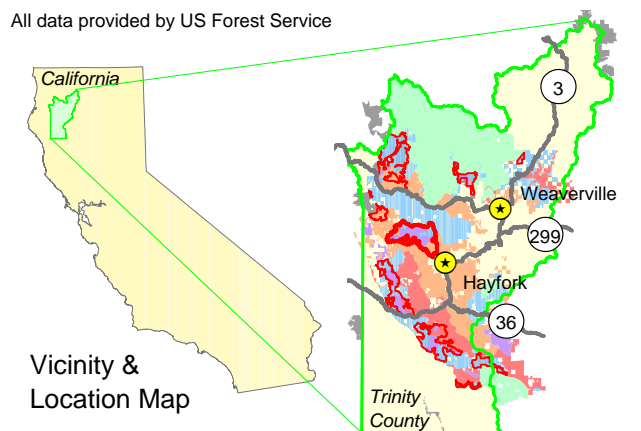 All data provided by US Forest Service
California
3
Weaverville
299
Hayfork
36
Vicinity &
Location Map
Trinity
County